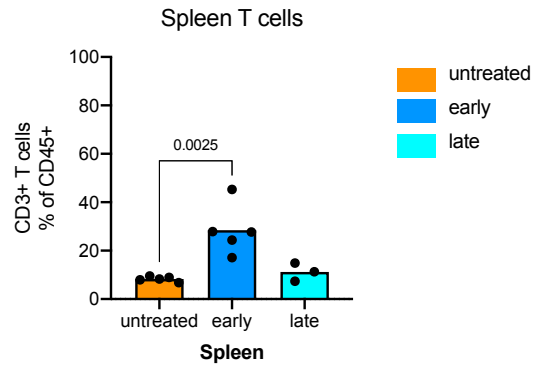 Spleen T cells
CD3+ T cells
% of CD45+
100
80
60
40
20
0
0.0025
untreated
early
late
Spleen
untreated
early
late